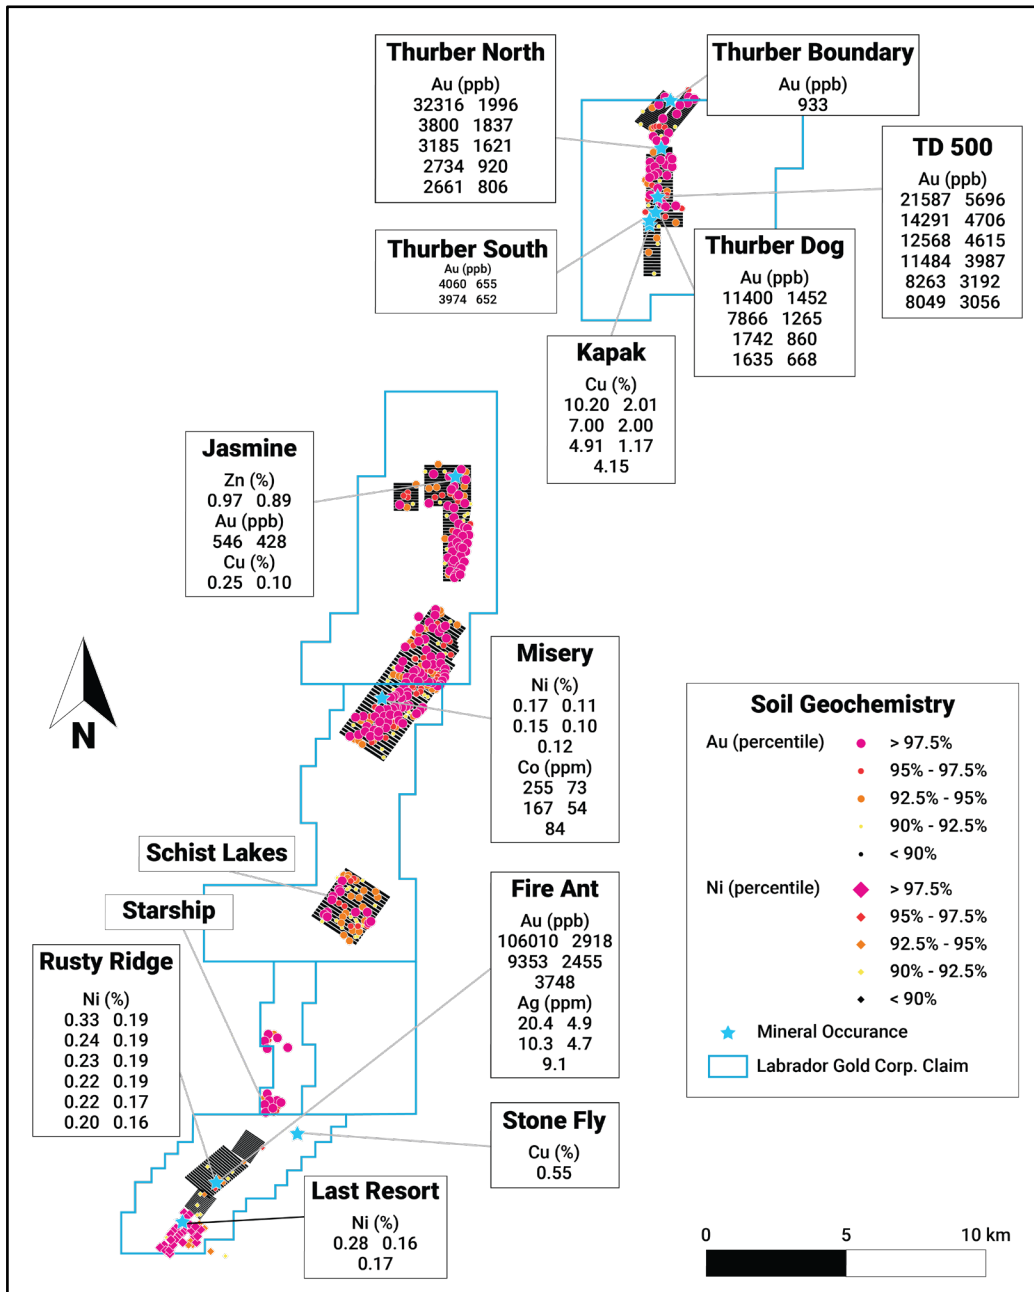 Thurber North
Au (ppb)
32316 1996
3800 1837
3185 1621
2734 920
2661 806
Thurber Boundary
Au (ppb)
933
TD 500
Au (ppb)
21587 5696
14291 4706
12568 4615
11484 3987
8263 3192
8049 3056
Thurber South
Au (ppb)
4060 655
3974 652
Thurber Dog
Au (ppb)
11400 1452
7866 1265
1742 860
1635 668
Kapak
Cu (%)
10.20 2.01
7.00 2.00
4.91 1.17
4.15
Jasmine
Zn (%)
0.97 0.89
Au (ppb)
546 428
Cu (%)
0.25 0.10
N
Misery
Ni (%)
0.17 0.11
0.15 0.10
0.12
Co (ppm)
255 73
167 54
84
Soil Geochemistry
Au (percentile)
> 97.5%
95% - 97.5%
92.5% - 95%
90% - 92.5%
< 90%
Ni (percentile)
> 97.5%
95% - 97.5%
92.5% - 95%
90% - 92.5%
< 90%
Mineral Occurance
Labrador Gold Corp. Claim
Schist Lakes
Starship
Fire Ant
Au (ppb)
106010 2918
9353 2455
3748
Ag (ppm)
20.4 4.9
10.3 4.7
9.1
Rusty Ridge
Ni (%)
0.33 0.19
0.24 0.19
0.23 0.19
0.22 0.19
0.22 0.17
0.20 0.16
Stone Fly
Cu (%)
0.55
Last Resort
Ni (%)
0.28 0.16
0.17
0 5 10 km